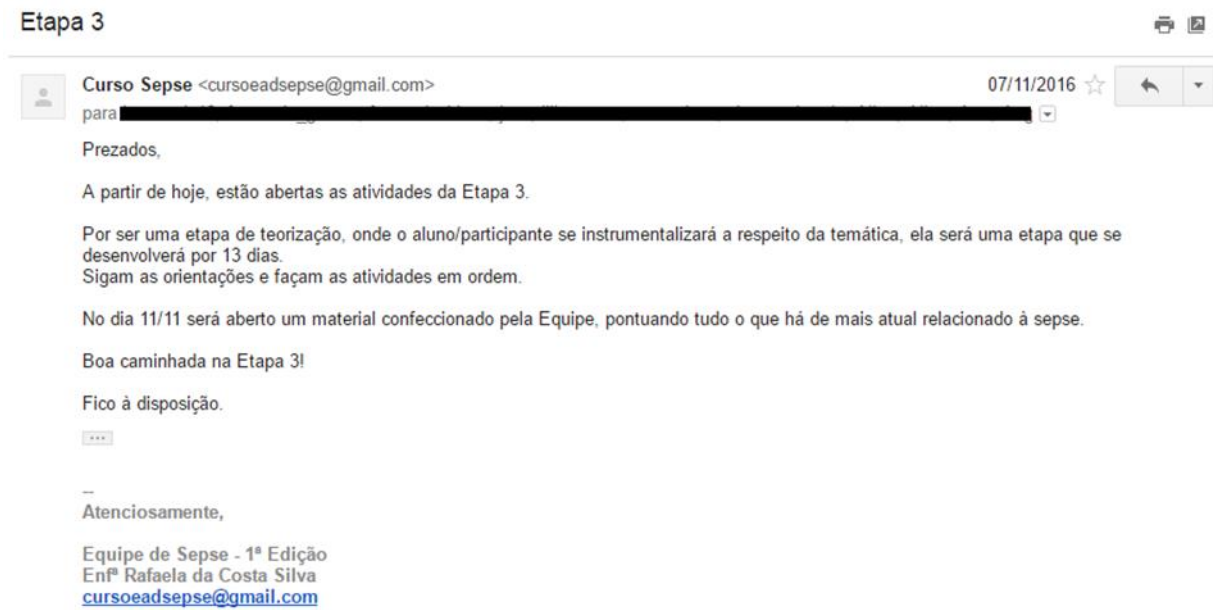 Etapa 3
Curso Sepse <cursoeadsepse@gmail.com>
07/11/2016
para
Prezados,
A partir de hoje, estão abertas as atividades da Etapa 3.
Por ser uma etapa de teorização, onde o aluno/participante se instrumentalizará a respeito da temática, ela será uma etapa que se
desenvolverá por 13 dias.
Sigam as orientações e façam as atividades em ordem.
No dia 11/11 será aberto um material confeccionado pela Equipe, pontuando tudo o que há de mais atual relacionado à sepse.
Boa caminhada na Etapa 3!
Fico à disposição.
...
--
Atenciosamente,
Equipe de Sepse - 1ª Edição
Enfª Rafaela da Costa Silva
cursoeadsepse@gmail.com